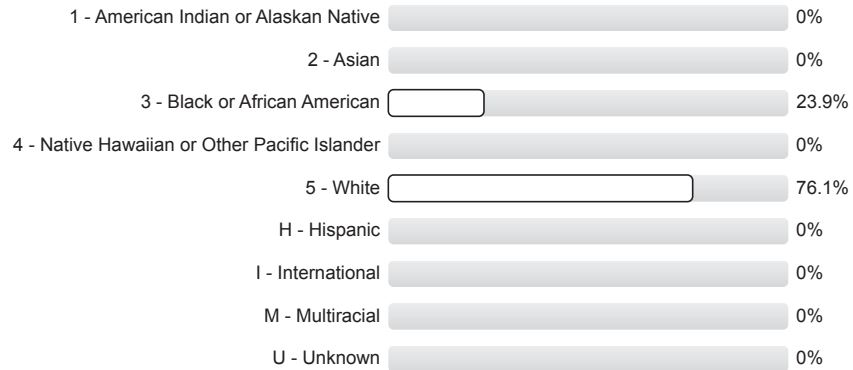 1 - American Indian or Alaskan Native 0%
2 - Asian 0%
3 - Black or African American 23.9%
4 - Native Hawaiian or Other Pacific Islander 0%
5 - White 76.1%
H - Hispanic 0%
I - International 0%
M - Multiracial 0%
U - Unknown 0%